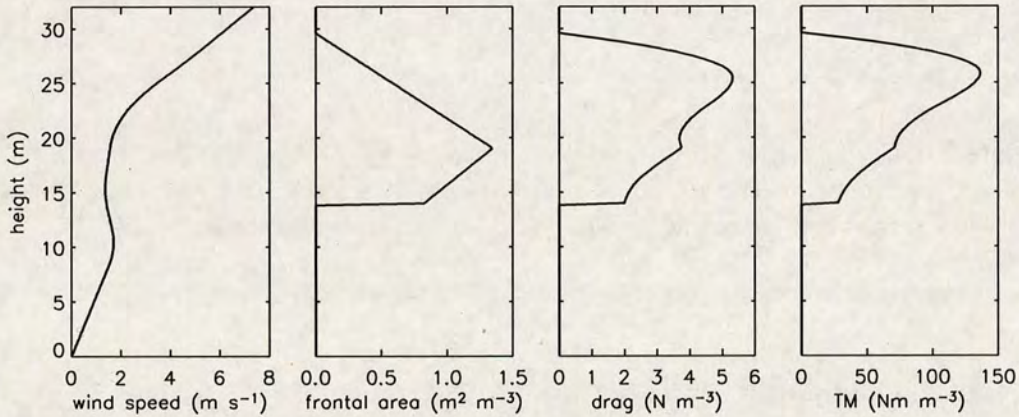 height (m)
30
25
20
15
10
5
0
0 2 4 6 8
wind speed (m s⁻¹)
0.0 0.5 1.0 1.5
frontal area (m² m⁻³)
0 1 2 3 4 5 6
drag (N m⁻³)
0 50 100 150
TM (Nm m⁻³)